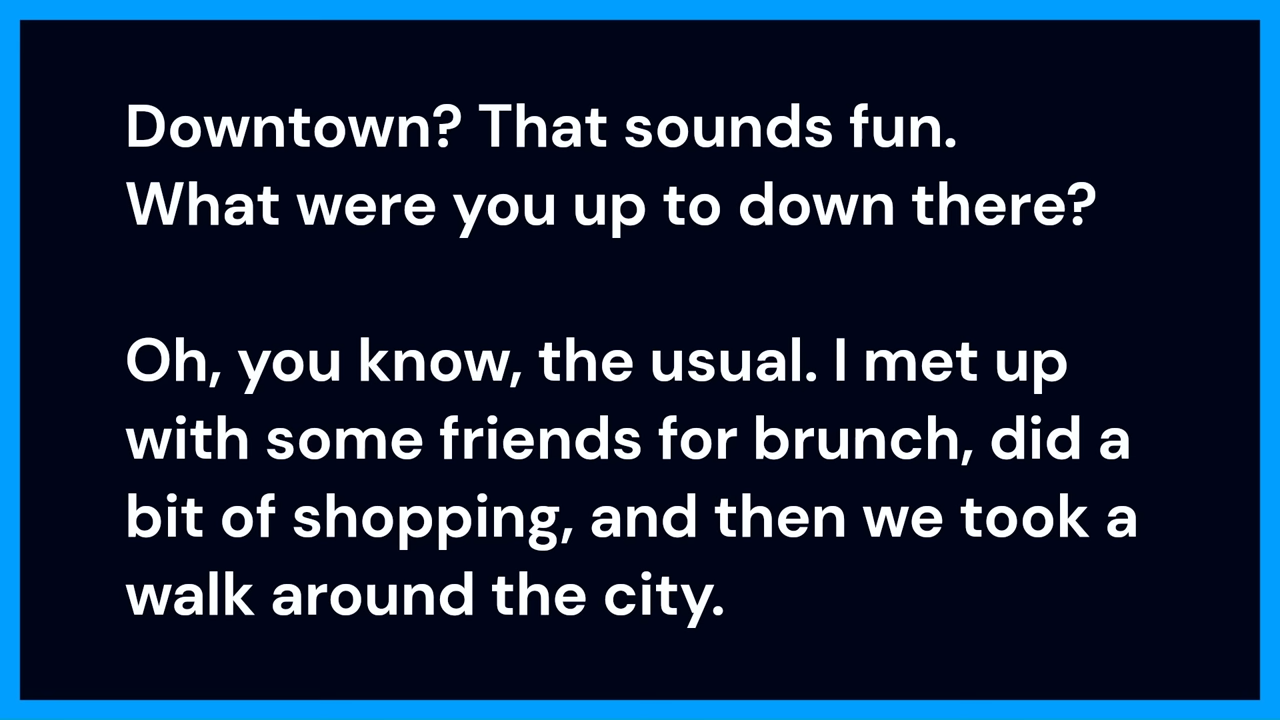 Downtown? That sounds fun.
What were you up to down there?
Oh, you know, the usual. I met up
with some friends for brunch, did a
bit of shopping, and then we took a
walk around the city.